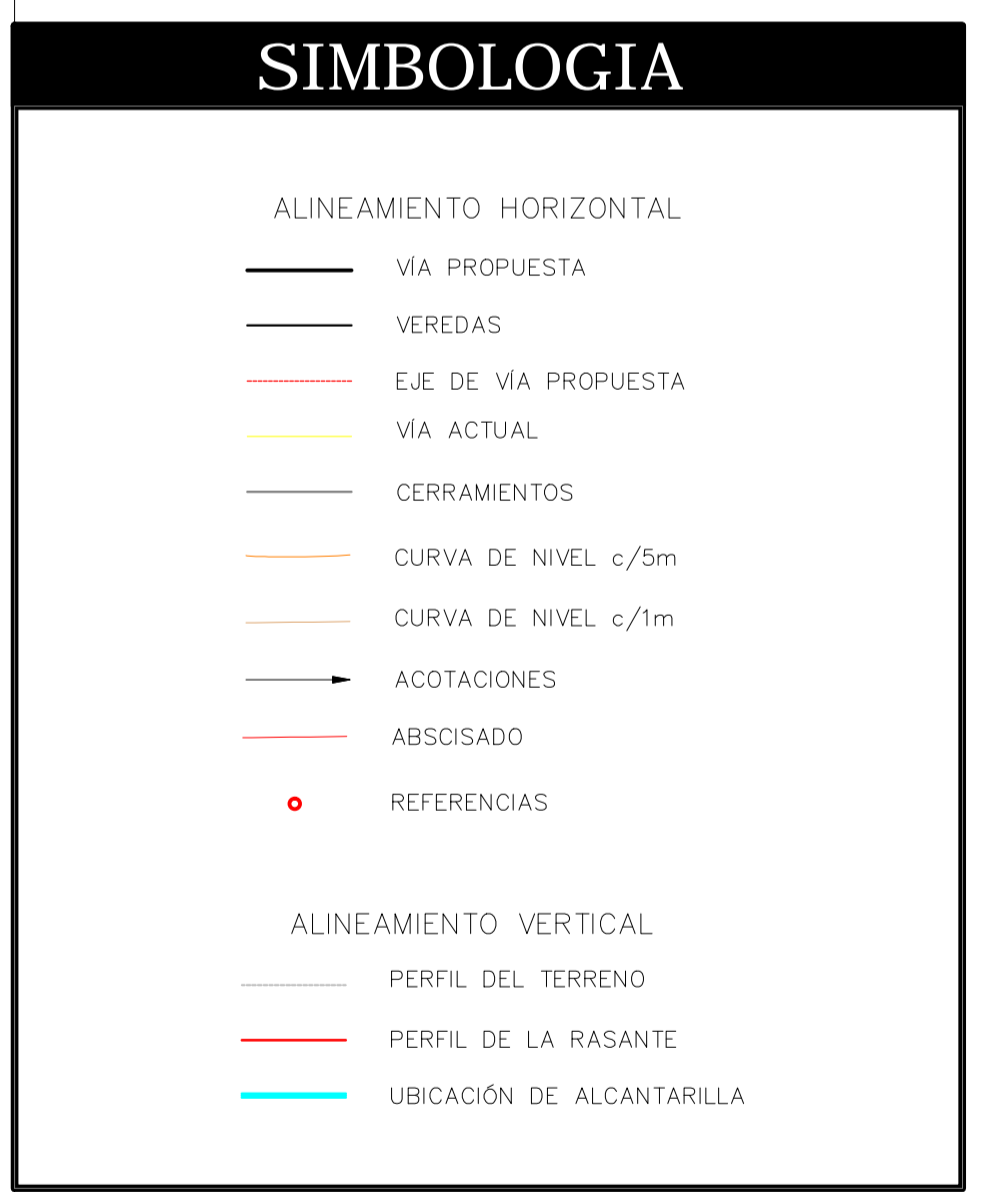 SIMBOLOGIA
ALINEAMIENTO HORIZONTAL
VÍA PROPUESTA
VEREDAS
EJE DE VÍA PROPUESTA
VÍA ACTUAL
CERRAMIENTOS
CURVA DE NIVEL c/5m
CURVA DE NIVEL c/1m
ACOTACIONES
ABSCISADO
REFERENCIAS
ALINEAMIENTO VERTICAL
PERFIL DEL TERRENO
PERFIL DE LA RASANTE
UBICACIÓN DE ALCANTARILLA